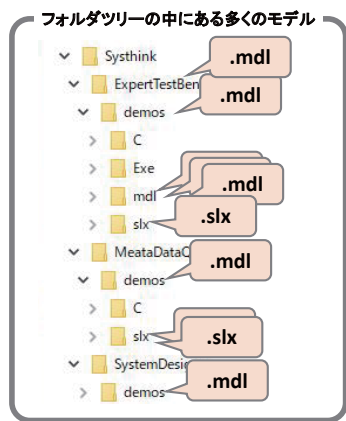 フォルダツリーの中にある多くのモデル
Systhink
.mdl
ExpertTestBen
.mdl
demos
C
Exe
mdl
.mdl
slx
.slx
MeataData
.mdl
demos
C
slx
.slx
SystemDesi
.mdl
demos